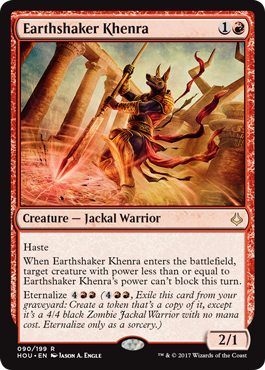 Earthshaker Khenra 1
Creature — Jackal Warrior
Haste
When Earthshaker Khenra enters the battlefield,
target creature with power less than or equal to
Earthshaker Khenra's power can't block this turn.
Eternalize 4 (4, Exile this card from
your graveyard: Create a token that's a copy of it, except
it's a 4/4 black Zombie Jackal Warrior with no mana
cost. Eternalize only as a sorcery.)
2/1
090/199 R
HOU • EN JASON A. ENGLE
™ & © 2017 Wizards of the Coast